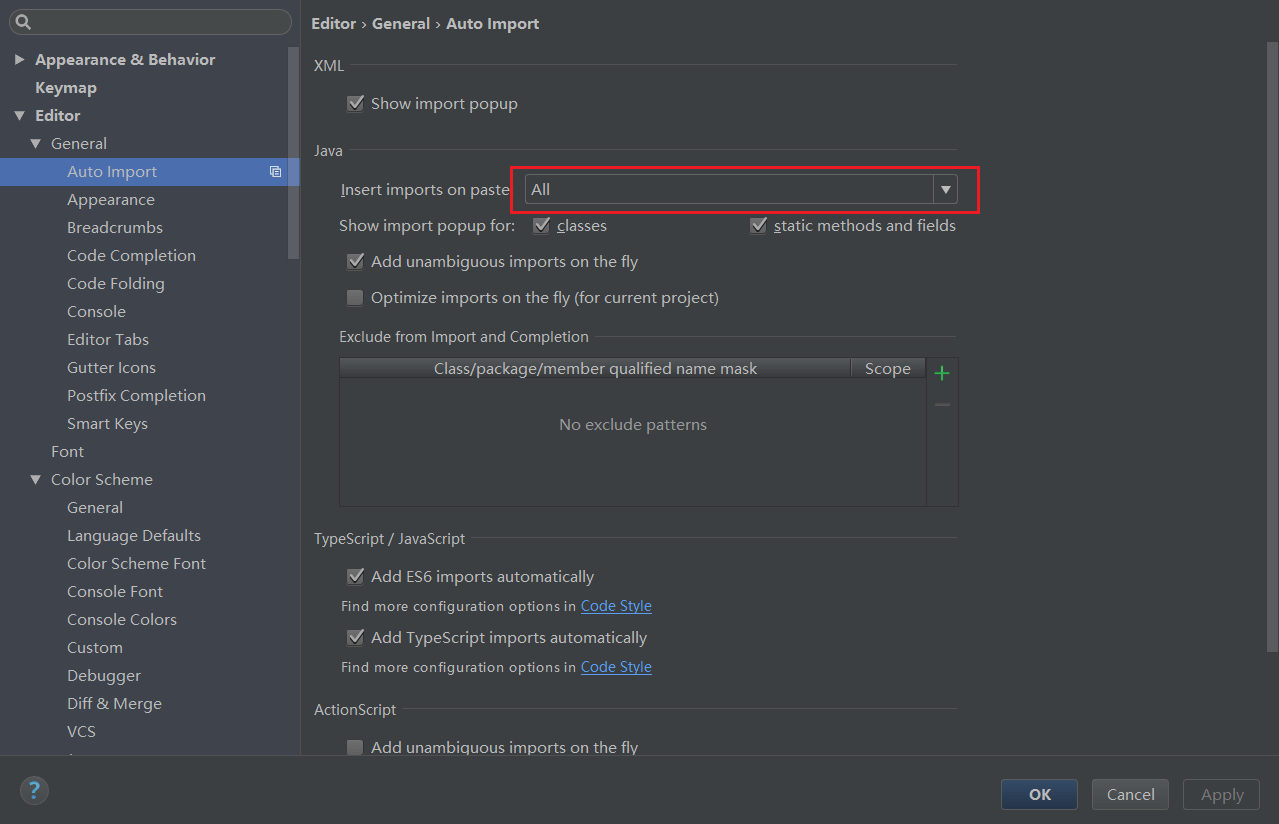 Appearance & Behavior
Keymap
Editor
General
Auto Import
Appearance
Breadcrumbs
Code Completion
Code Folding
Console
Editor Tabs
Gutter Icons
Postfix Completion
Smart Keys
Font
Color Scheme
General
Language Defaults
Color Scheme Font
Console Font
Console Colors
Custom
Debugger
Diff & Merge
VCS
Editor › General › Auto Import
XML
Show import popup
Java
Insert imports on paste All
Show import popup for: classes static methods and fields
Add unambiguous imports on the fly
Optimize imports on the fly (for current project)
Exclude from Import and Completion
Class/package/member qualified name mask Scope
No exclude patterns
TypeScript / JavaScript
Add ES6 imports automatically
Find more configuration options in Code Style
Add TypeScript imports automatically
Find more configuration options in Code Style
ActionScript
Add unambiguous imports on the fly
? OK Cancel Apply